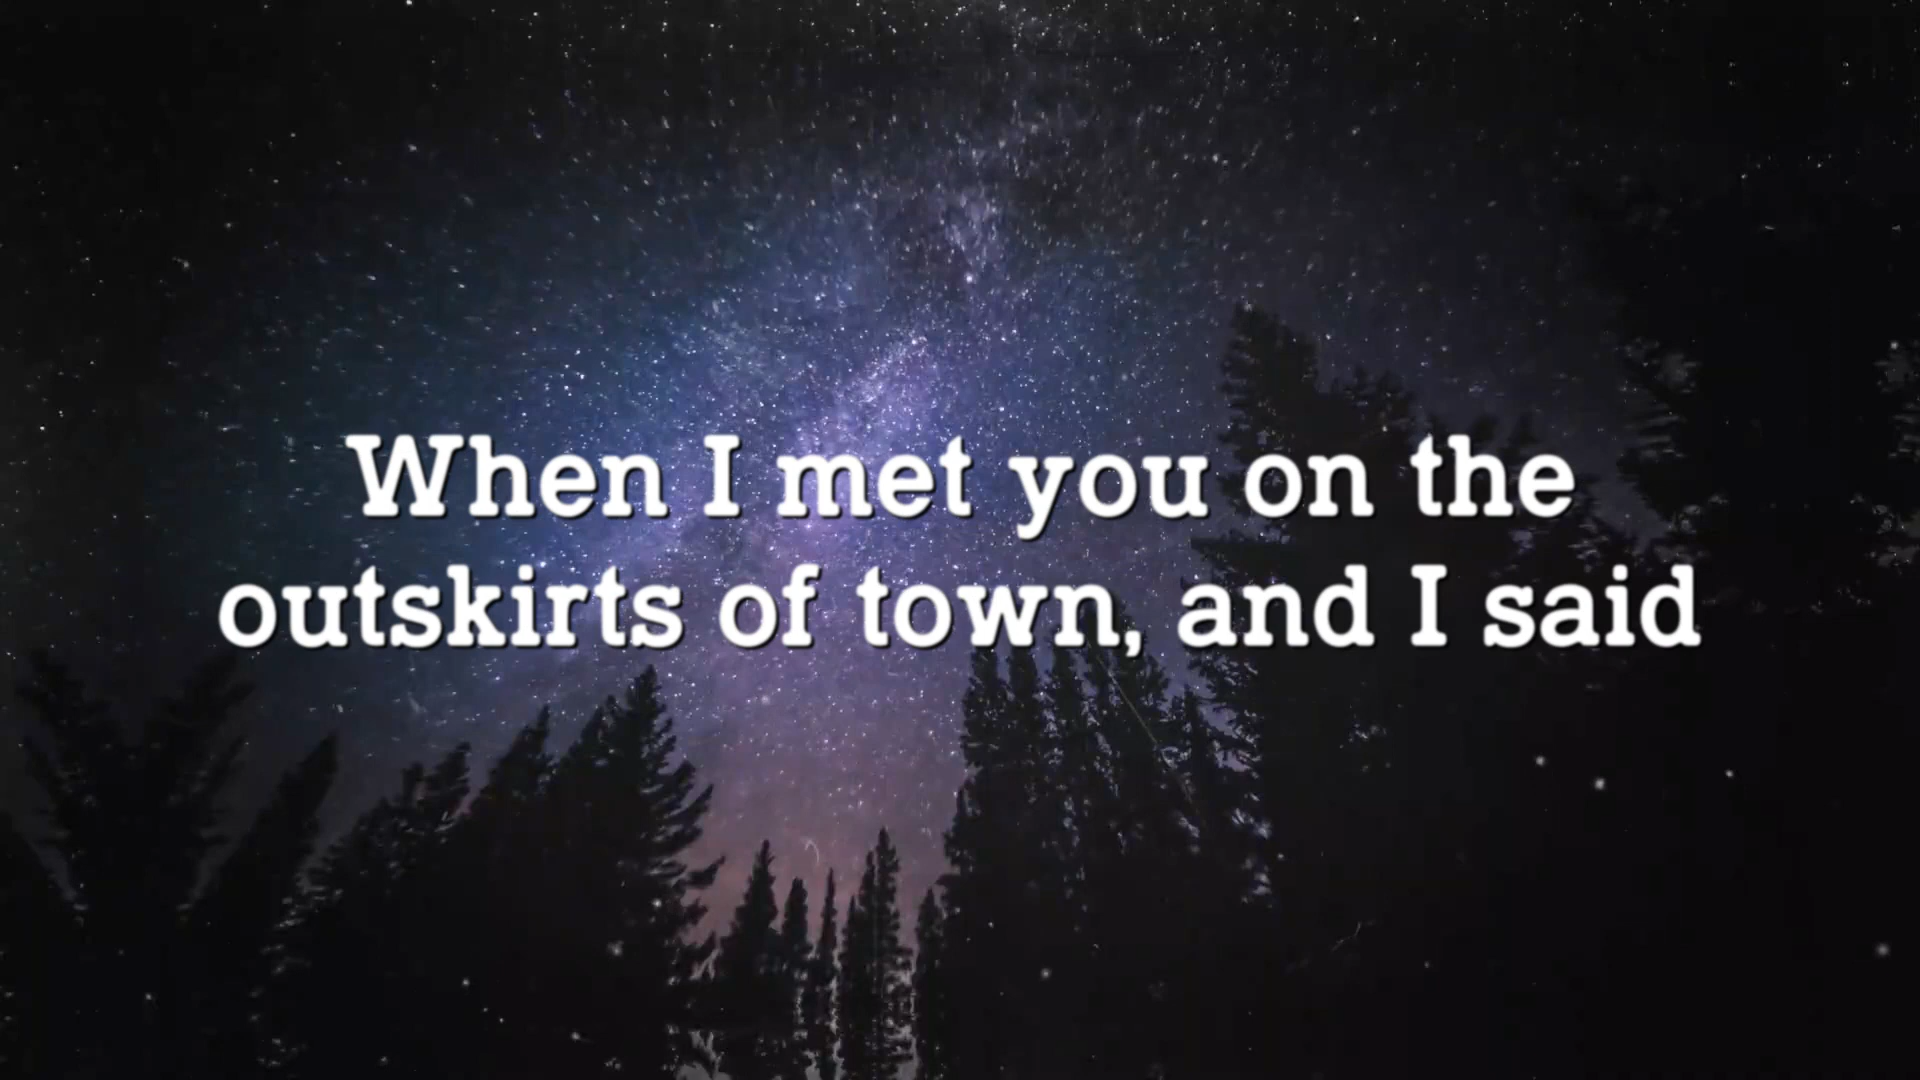 When I met you on the
outskirts of town, and I said